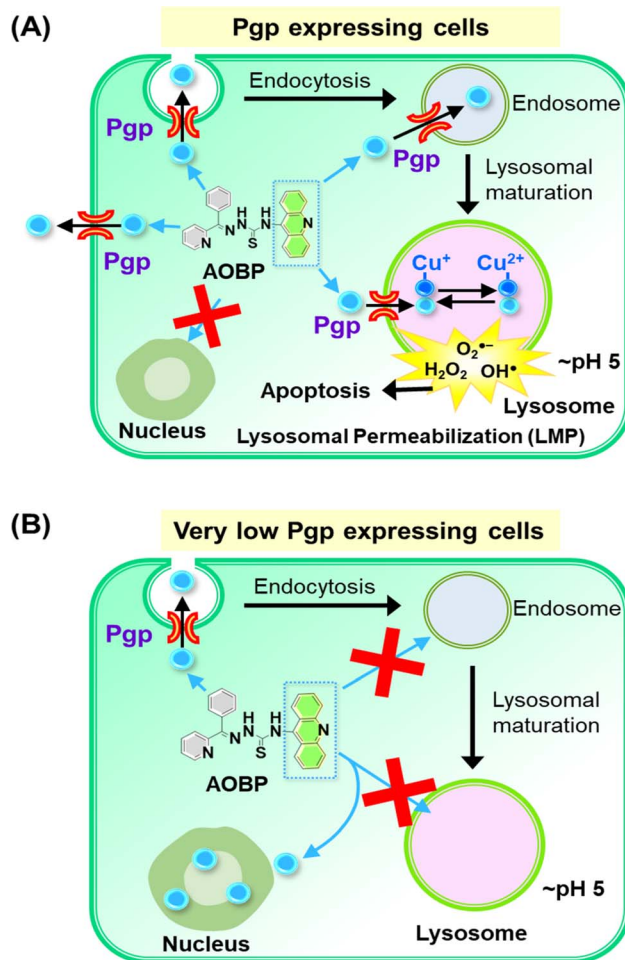 (A)
Pgp expressing cells
Endocytosis
Endosome
Pgp
Pgp
Lysosomal
maturation
Pgp
H H
N N N
N S
AOBP
Pgp
Cu+ Cu2+
O2•−
H2O2 OH•
~pH 5
Apoptosis
Lysosome
Nucleus
Lysosomal Permeabilization (LMP)
(B)
Very low Pgp expressing cells
Endocytosis
Endosome
Pgp
Lysosomal
maturation
H H
N N N
N S
AOBP
~pH 5
Nucleus
Lysosome